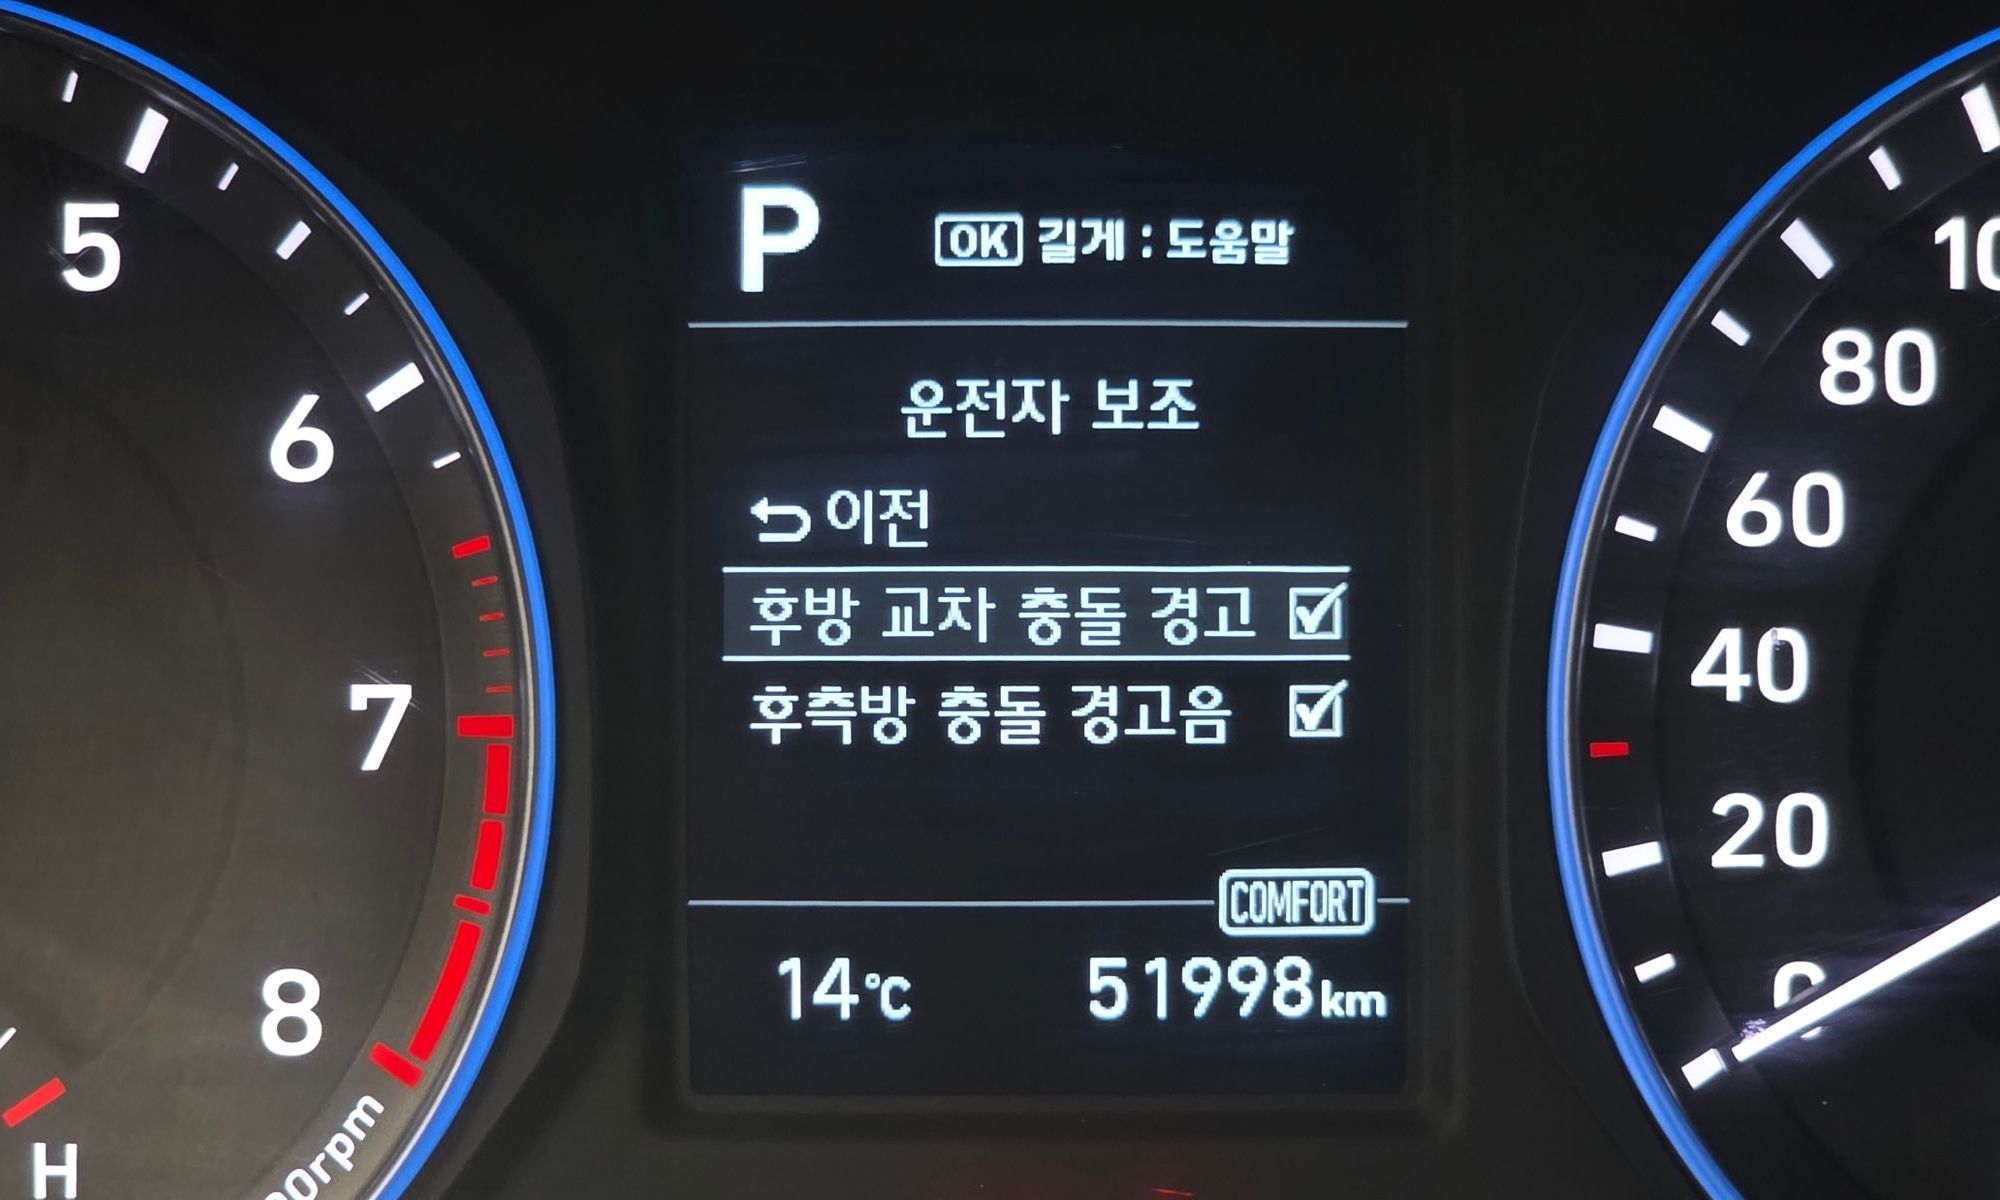 P
OK 길게 : 도움말
운전자 보조
이전
후방 교차 충돌 경고
후측방 충돌 경고음
COMFORT
14℃ 51998km
5
6
7
8
H
80
60
40
20
0